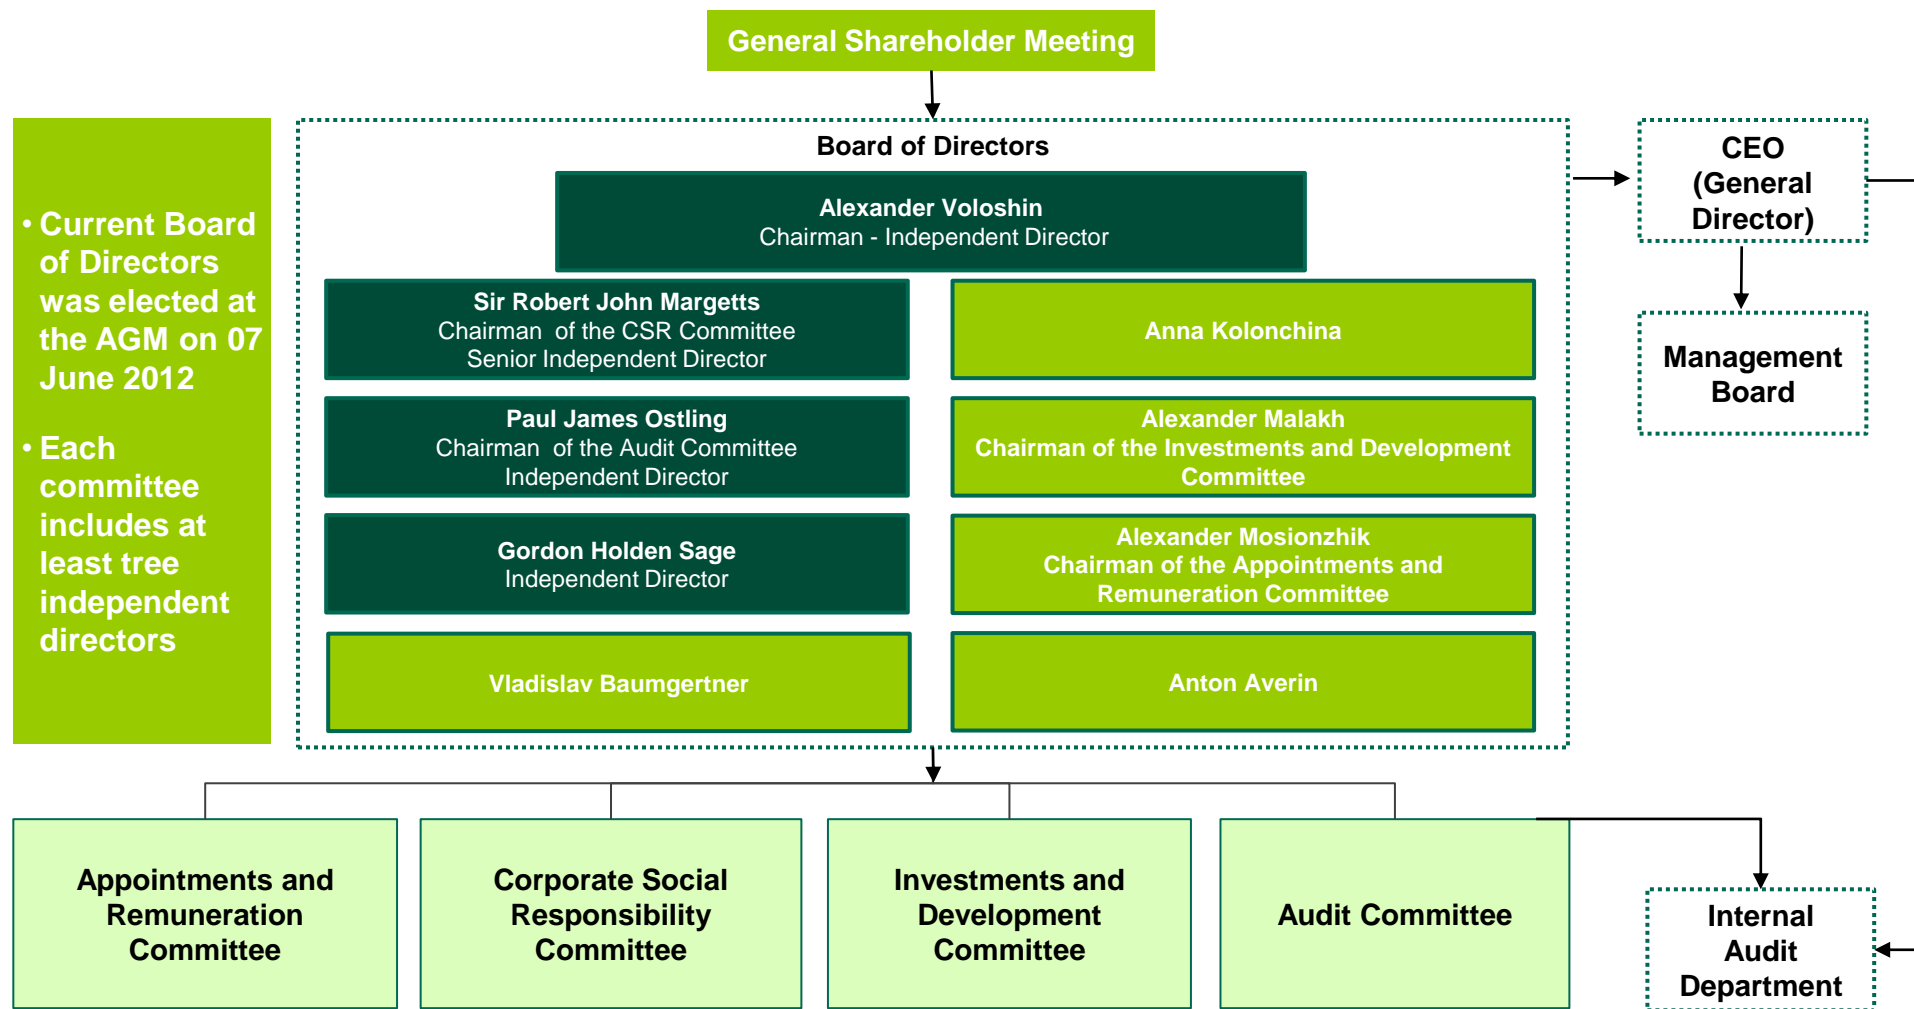 General Shareholder Meeting
• Current Board
of Directors
was elected at
the AGM on 07
June 2012
• Each
committee
includes at
least tree
independent
directors
Board of Directors
Alexander Voloshin
Chairman - Independent Director
Sir Robert John Margetts
Chairman of the CSR Committee
Senior Independent Director
Anna Kolonchina
Paul James Ostling
Chairman of the Audit Committee
Independent Director
Alexander Malakh
Chairman of the Investments and Development
Committee
Gordon Holden Sage
Independent Director
Alexander Mosionzhik
Chairman of the Appointments and
Remuneration Committee
Vladislav Baumgertner
Anton Averin
CEO
(General
Director)
Management
Board
Appointments and
Remuneration
Committee
Corporate Social
Responsibility
Committee
Investments and
Development
Committee
Audit Committee
Internal
Audit
Department